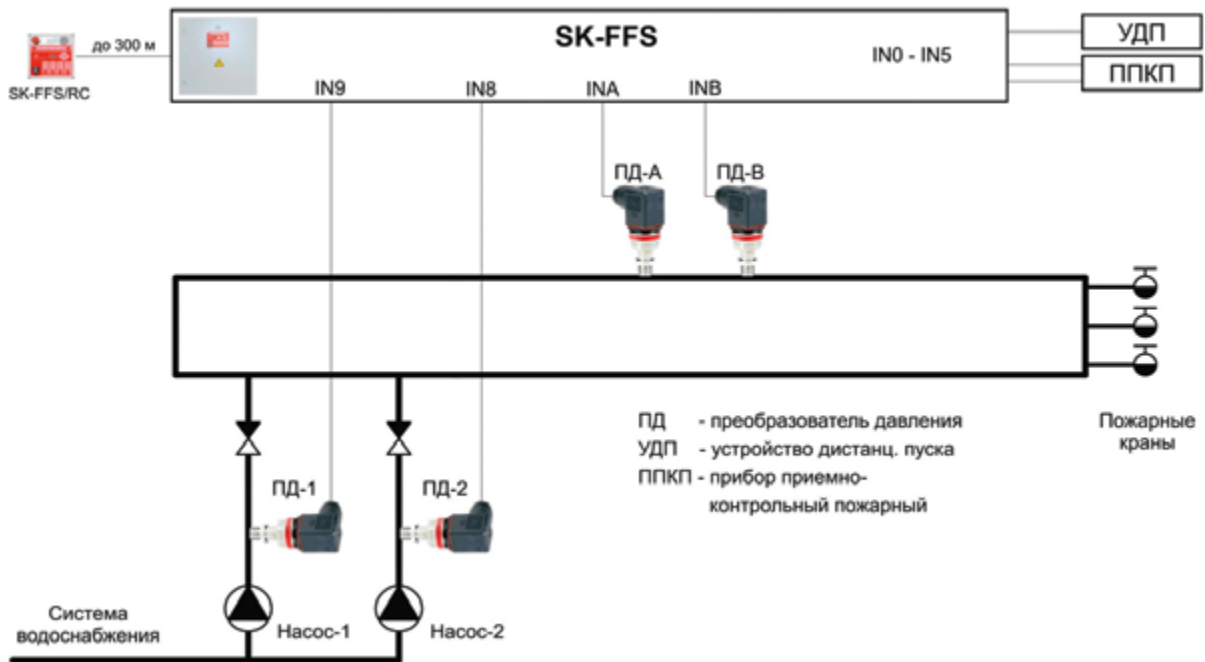 SK-FFS
УДП
IN0 - IN5
до 300 м
ППКП
SK-FFS/RC
IN9
IN8
INA
INB
ПД-А
ПД-В
ПД - преобразователь давления
УДП - устройство дистанц. пуска
ППКП - прибор приемно-
контрольный пожарный
Пожарные
краны
ПД-1
ПД-2
Система
водоснабжения
Насос-1
Насос-2